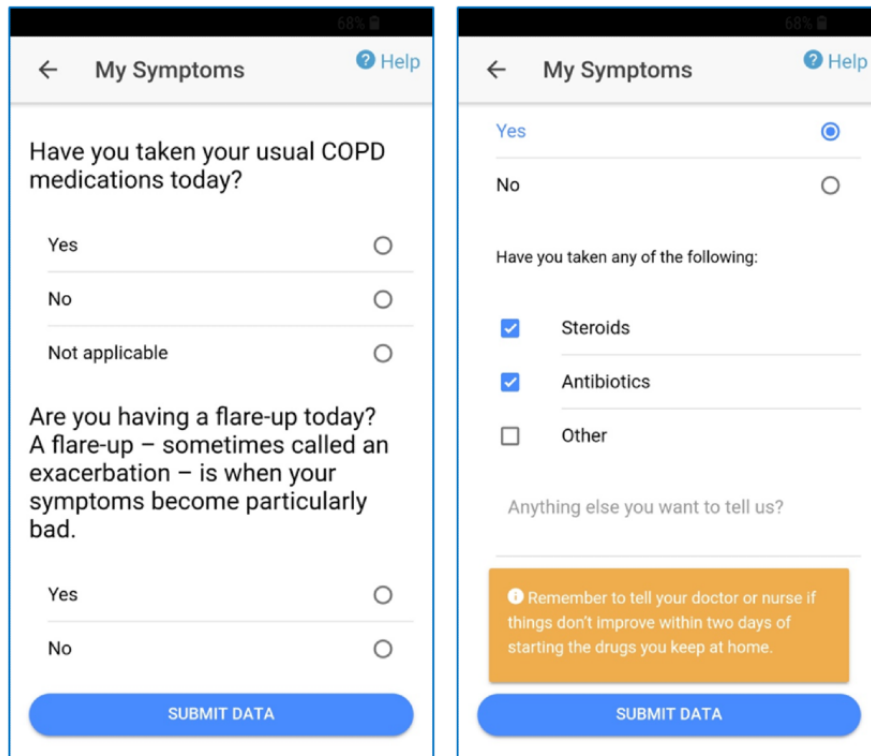 68%
My Symptoms
Help
Have you taken your usual COPD
medications today?
Yes
No
Not applicable
Are you having a flare-up today?
A flare-up – sometimes called an
exacerbation – is when your
symptoms become particularly
bad.
Yes
No
SUBMIT DATA
68%
My Symptoms
Help
Yes
No
Have you taken any of the following:
Steroids
Antibiotics
Other
Anything else you want to tell us?
Remember to tell your doctor or nurse if
things don't improve within two days of
starting the drugs you keep at home.
SUBMIT DATA